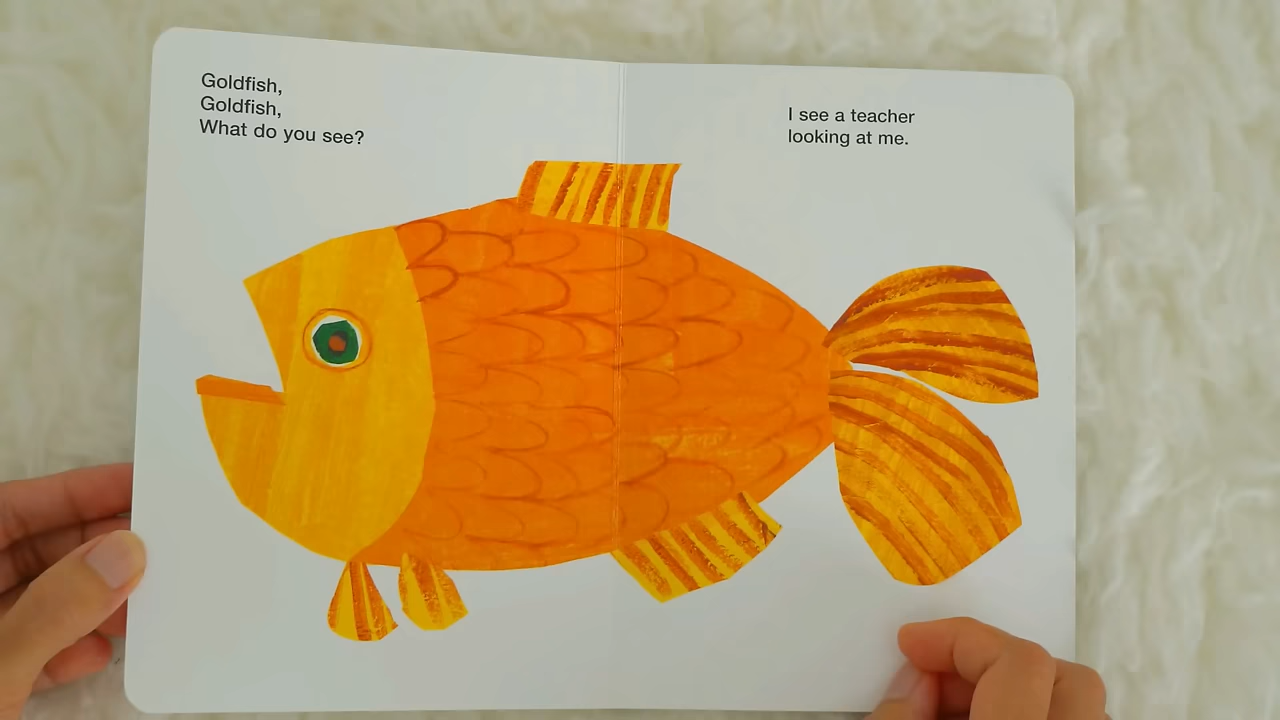 Goldfish,
Goldfish,
What do you see?
I see a teacher
looking at me.